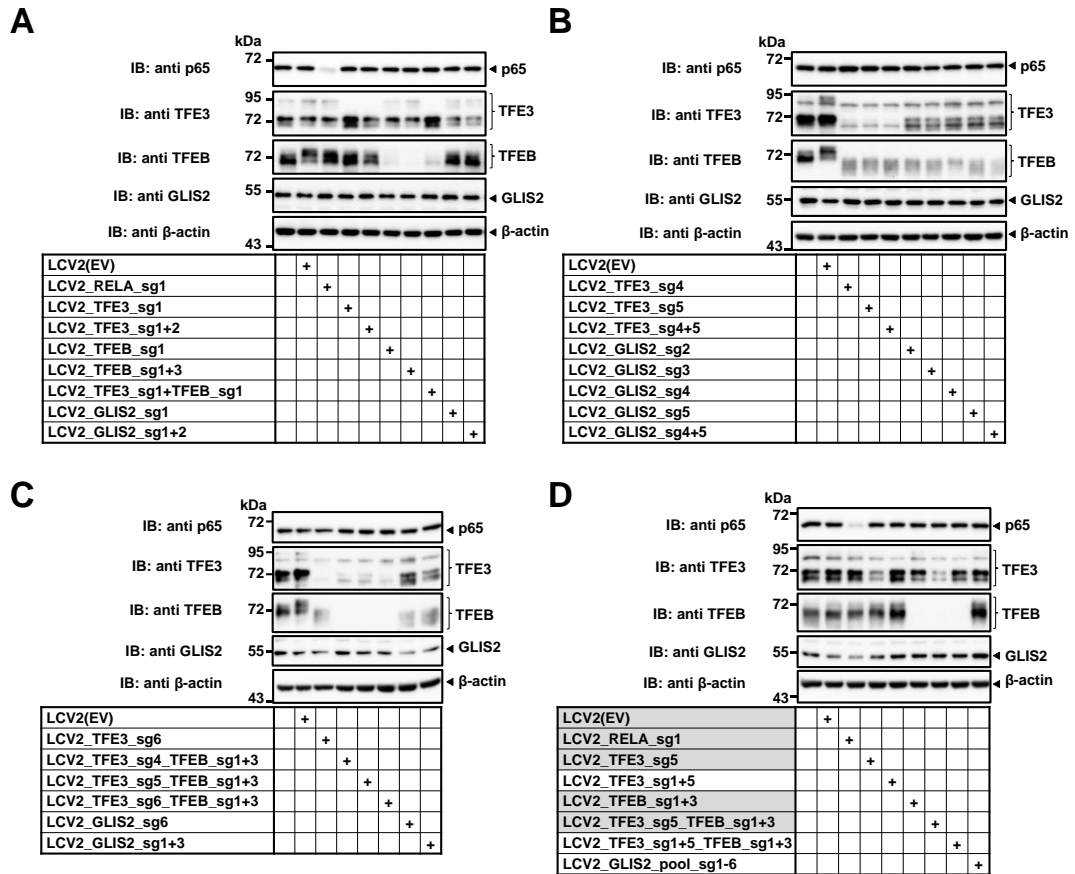 A
kDa
IB: anti p65
72
p65
IB: anti TFE3
95
72
TFE3
IB: anti TFEB
72
TFEB
IB: anti GLIS2
55
GLIS2
IB: anti β-actin
43
β-actin
LCV2(EV) +
LCV2_RELA_sg1 +
LCV2_TFE3_sg1 +
LCV2_TFE3_sg1+2 +
LCV2_TFEB_sg1 +
LCV2_TFEB_sg1+3 +
LCV2_TFE3_sg1+TFEB_sg1 +
LCV2_GLIS2_sg1 +
LCV2_GLIS2_sg1+2 +
B
kDa
IB: anti p65
72
p65
IB: anti TFE3
95
72
TFE3
IB: anti TFEB
72
TFEB
IB: anti GLIS2
55
GLIS2
IB: anti β-actin
43
β-actin
LCV2(EV) +
LCV2_TFE3_sg4 +
LCV2_TFE3_sg5 +
LCV2_TFE3_sg4+5 +
LCV2_GLIS2_sg2 +
LCV2_GLIS2_sg3 +
LCV2_GLIS2_sg4 +
LCV2_GLIS2_sg5 +
LCV2_GLIS2_sg4+5 +
C
kDa
IB: anti p65
72
p65
IB: anti TFE3
95
72
TFE3
IB: anti TFEB
72
TFEB
IB: anti GLIS2
55
GLIS2
IB: anti β-actin
43
β-actin
LCV2(EV) +
LCV2_TFE3_sg6 +
LCV2_TFE3_sg4_TFEB_sg1+3 +
LCV2_TFE3_sg5_TFEB_sg1+3 +
LCV2_TFE3_sg6_TFEB_sg1+3 +
LCV2_GLIS2_sg6 +
LCV2_GLIS2_sg1+3 +
D
kDa
IB: anti p65
72
p65
IB: anti TFE3
95
72
TFE3
IB: anti TFEB
72
TFEB
IB: anti GLIS2
55
GLIS2
IB: anti β-actin
43
β-actin
LCV2(EV) +
LCV2_RELA_sg1 +
LCV2_TFE3_sg5 +
LCV2_TFE3_sg1+5 +
LCV2_TFEB_sg1+3 +
LCV2_TFE3_sg5_TFEB_sg1+3 +
LCV2_TFE3_sg1+5_TFEB_sg1+3 +
LCV2_GLIS2_pool_sg1-6 +